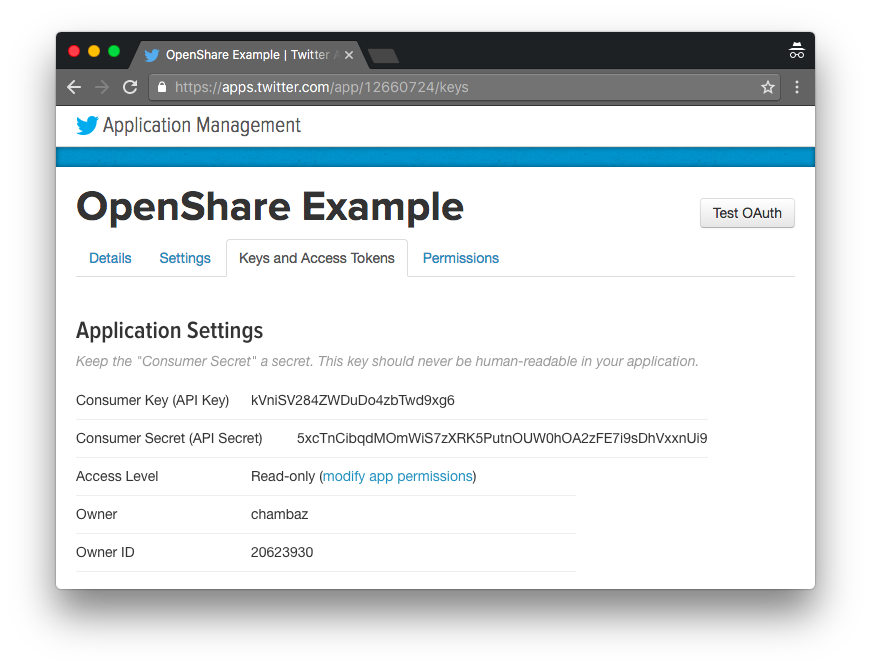 OpenShare Example | Twitter
https://apps.twitter.com/app/12660724/keys
Application Management
OpenShare Example
Test OAuth
Details Settings Keys and Access Tokens Permissions
Application Settings
Keep the "Consumer Secret" a secret. This key should never be human-readable in your application.
Consumer Key (API Key) kVniSV284ZWDuDo4zbTwd9xg6
Consumer Secret (API Secret) 5xcTnCibqdMOmWiS7zXRK5PutnOUW0hOA2zFE7i9sDhVxxnUi9
Access Level Read-only (modify app permissions)
Owner chambaz
Owner ID 20623930